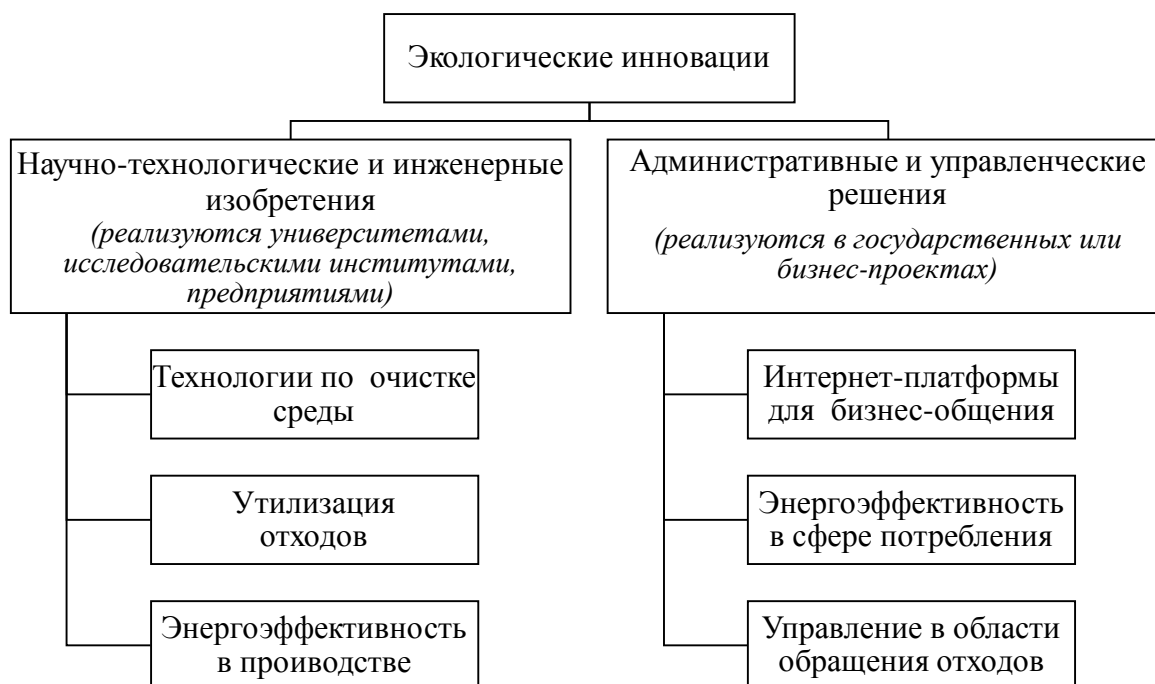 Экологические инновации
Научно-технологические и инженерные
изобретения
(реализуются университетами,
исследовательскими институтами,
предприятиями)
Технологии по очистке
среды
Утилизация
отходов
Энергоэффективность
в проиводстве
Административные и управленческие
решения
(реализуются в государственных или
бизнес-проектах)
Интернет-платформы
для бизнес-общения
Энергоэффективность
в сфере потребления
Управление в области
обращения отходов